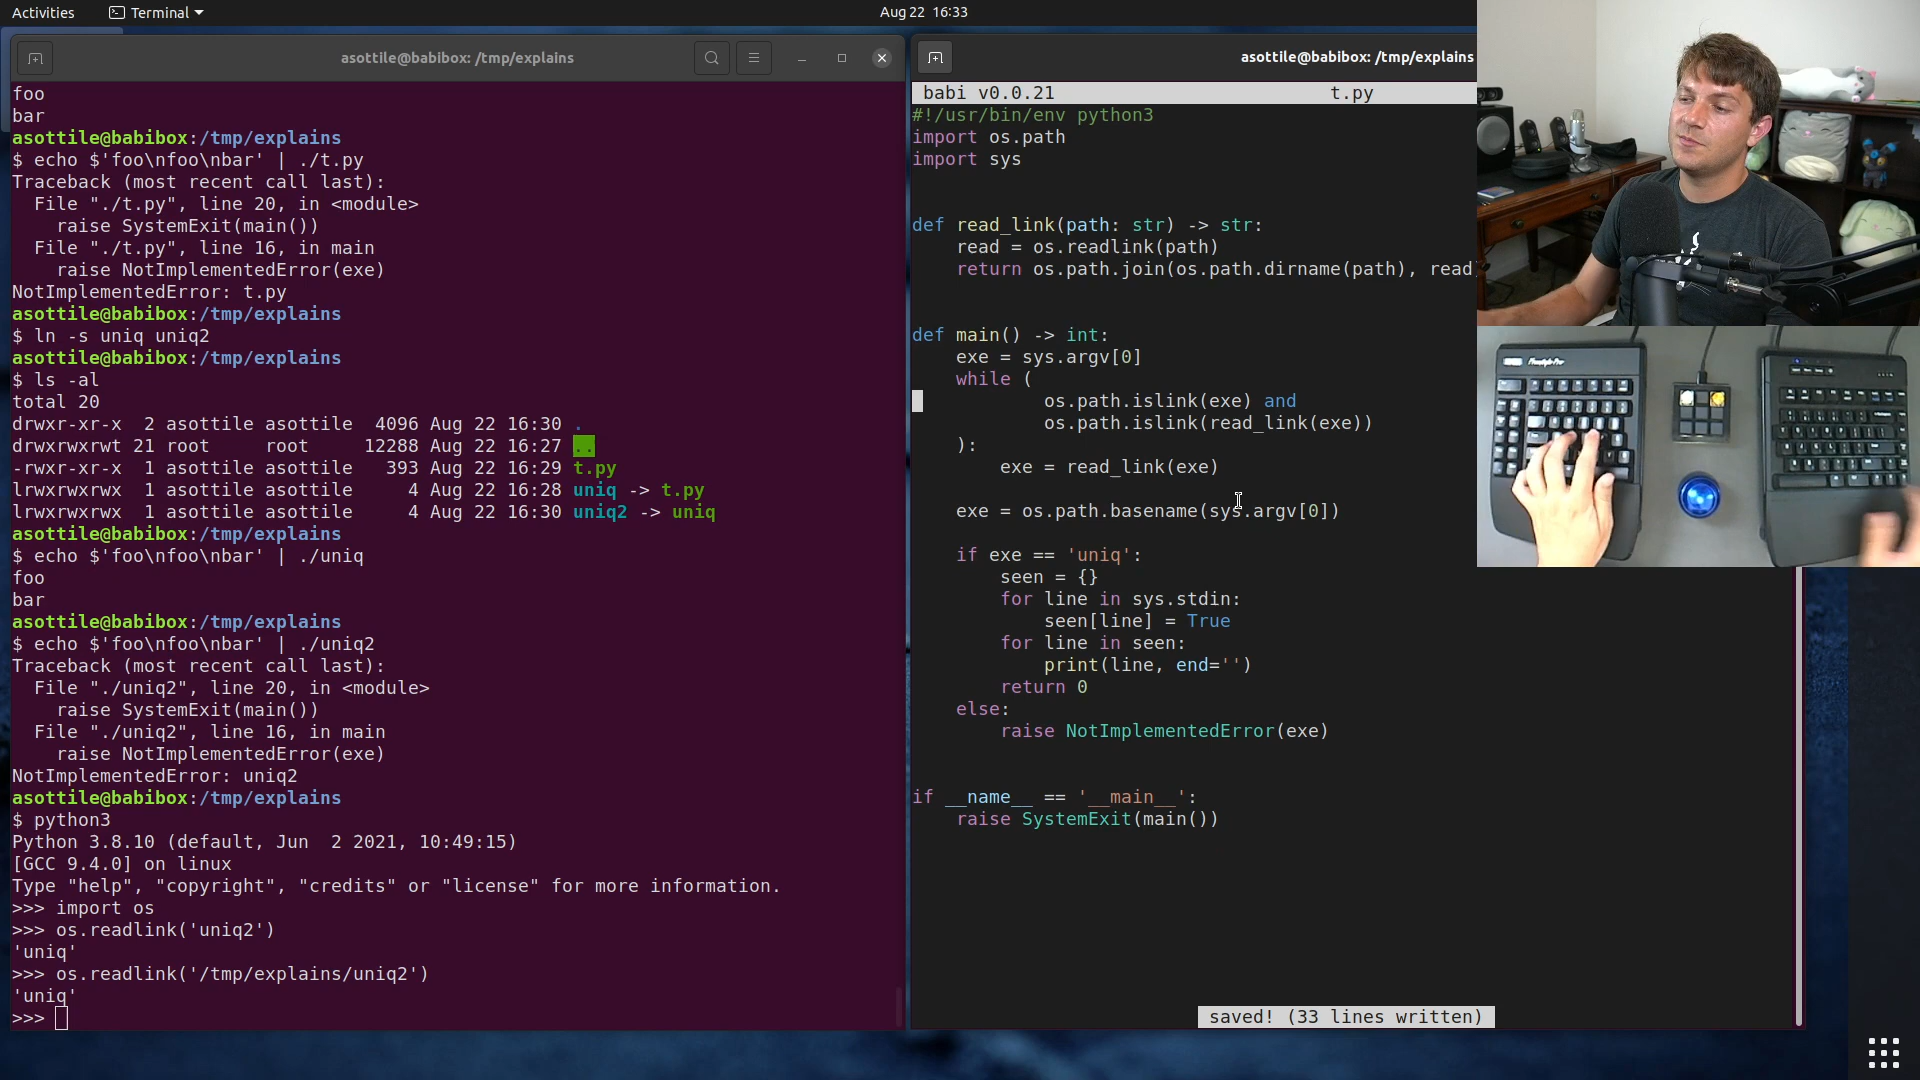 Activities
Terminal
Aug 22 16:33
asottile@babibox: /tmp/explains
foo
bar
asottile@babibox:/tmp/explains
$ echo $'foo\nfoo\nbar' | ./t.py
Traceback (most recent call last):
  File "./t.py", line 20, in <module>
    raise SystemExit(main())
  File "./t.py", line 16, in main
    raise NotImplementedError(exe)
NotImplementedError: t.py
asottile@babibox:/tmp/explains
$ ln -s uniq uniq2
asottile@babibox:/tmp/explains
$ ls -al
total 20
drwxr-xr-x  2 asottile asottile  4096 Aug 22 16:30 .
drwxrwxrwt 21 root     root     12288 Aug 22 16:27 ..
-rwxr-xr-x  1 asottile asottile   393 Aug 22 16:29 t.py
lrwxrwxrwx  1 asottile asottile     4 Aug 22 16:28 uniq -> t.py
lrwxrwxrwx  1 asottile asottile     4 Aug 22 16:30 uniq2 -> uniq
asottile@babibox:/tmp/explains
$ echo $'foo\nfoo\nbar' | ./uniq
foo
bar
asottile@babibox:/tmp/explains
$ echo $'foo\nfoo\nbar' | ./uniq2
Traceback (most recent call last):
  File "./uniq2", line 20, in <module>
    raise SystemExit(main())
  File "./uniq2", line 16, in main
    raise NotImplementedError(exe)
NotImplementedError: uniq2
asottile@babibox:/tmp/explains
$ python3
Python 3.8.10 (default, Jun  2 2021, 10:49:15)
[GCC 9.4.0] on linux
Type "help", "copyright", "credits" or "license" for more information.
>>> import os
>>> os.readlink('uniq2')
'uniq'
>>> os.readlink('/tmp/explains/uniq2')
'uniq'
>>>
asottile@babibox: /tmp/explains
babi v0.0.21 t.py
#!/usr/bin/env python3
import os.path
import sys
def read_link(path: str) -> str:
    read = os.readlink(path)
    return os.path.join(os.path.dirname(path), read
def main() -> int:
    exe = sys.argv[0]
    while (
            os.path.islink(exe) and
            os.path.islink(read_link(exe))
    ):
        exe = read_link(exe)
    exe = os.path.basename(sys.argv[0])
    if exe == 'uniq':
        seen = {}
        for line in sys.stdin:
            seen[line] = True
        for line in seen:
            print(line, end='')
        return 0
    else:
        raise NotImplementedError(exe)
if __name__ == '__main__':
    raise SystemExit(main())
saved! (33 lines written)